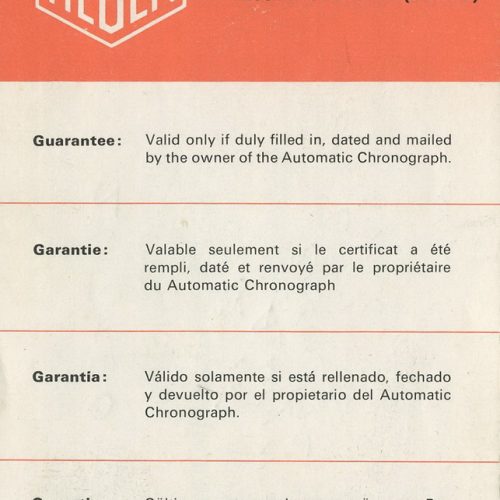 HEUER
Guarantee: Valid only if duly filled in, dated and mailed
by the owner of the Automatic Chronograph.
Garantie: Valable seulement si le certificat a été
rempli, daté et renvoyé par le propriétaire
du Automatic Chronograph
Garantia: Válido solamente si está rellenado, fechado
y devuelto por el propietario del Automatic
Chronograph.